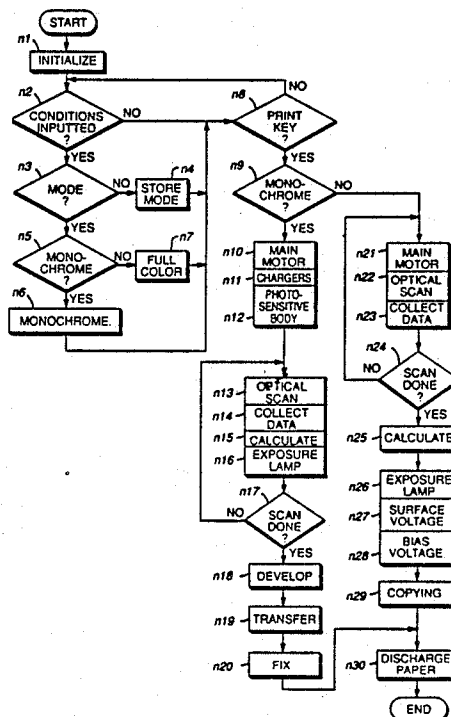 START
n1
INITIALIZE
n2
CONDITIONS
INPUTTED
?
NO
YES
n3
MODE
?
NO
n4
STORE
MODE
YES
n5
MONO-
CHROME
?
NO
n7
FULL
COLOR
YES
n6
MONOCHROME.
n8
PRINT
KEY
?
NO
YES
n9
MONO-
CHROME
?
NO
YES
n10
MAIN
MOTOR
n11
CHARGERS
n12
PHOTO-
SENSITIVE
BODY
n13
OPTICAL
SCAN
n14
COLLECT
DATA
n15
CALCULATE
n16
EXPOSURE
LAMP
n17
SCAN
DONE
?
NO
YES
n18
DEVELOP
n19
TRANSFER
n20
FIX
n21
MAIN
MOTOR
n22
OPTICAL
SCAN
n23
COLLECT
DATA
n24
SCAN
DONE
?
NO
YES
n25
CALCULATE
n26
EXPOSURE
LAMP
n27
SURFACE
VOLTAGE
n28
BIAS
VOLTAGE
n29
COPYING
n30
DISCHARGE
PAPER
END